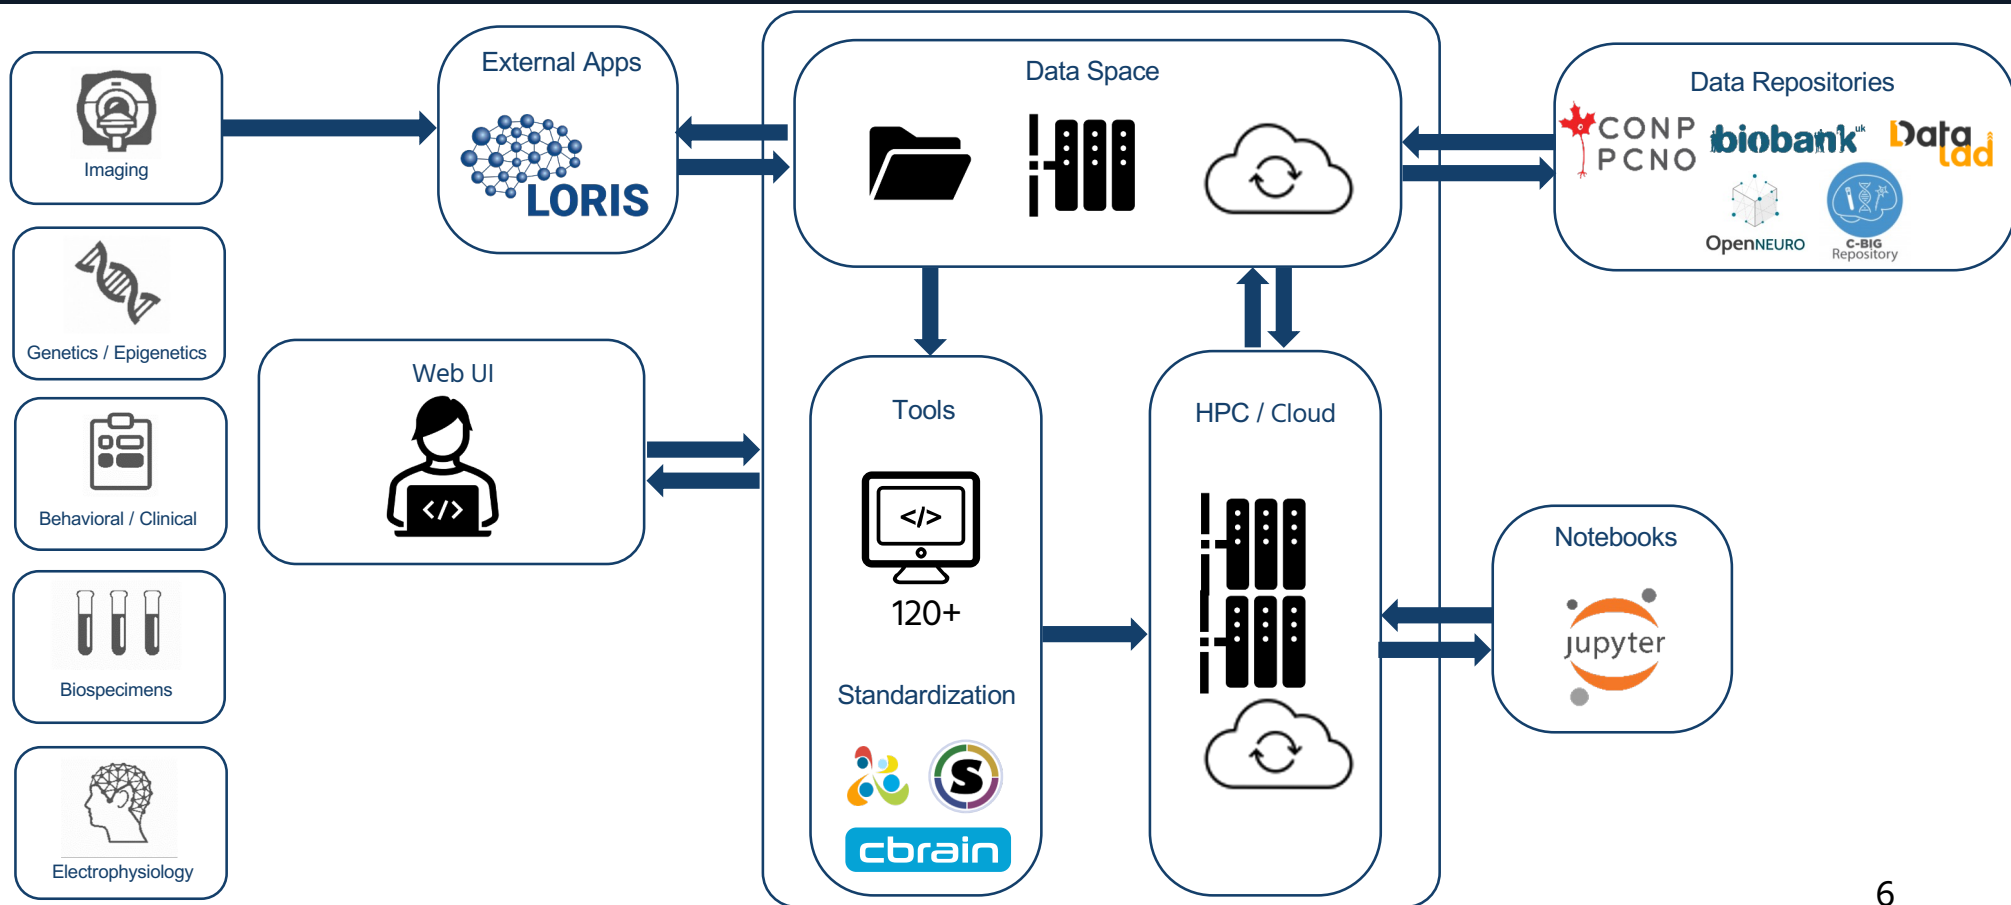 Imaging
Genetics / Epigenetics
Behavioral / Clinical
Biospecimens
Electrophysiology
External Apps
LORIS
Web UI
</>
Data Space
Tools
</>
120+
Standardization
S
cbrain
HPC / Cloud
Data Repositories
CONP
PCNO
biobank uk
Data
Lad
OpenNEURO
C-BIG
Repository
Notebooks
jupyter
6